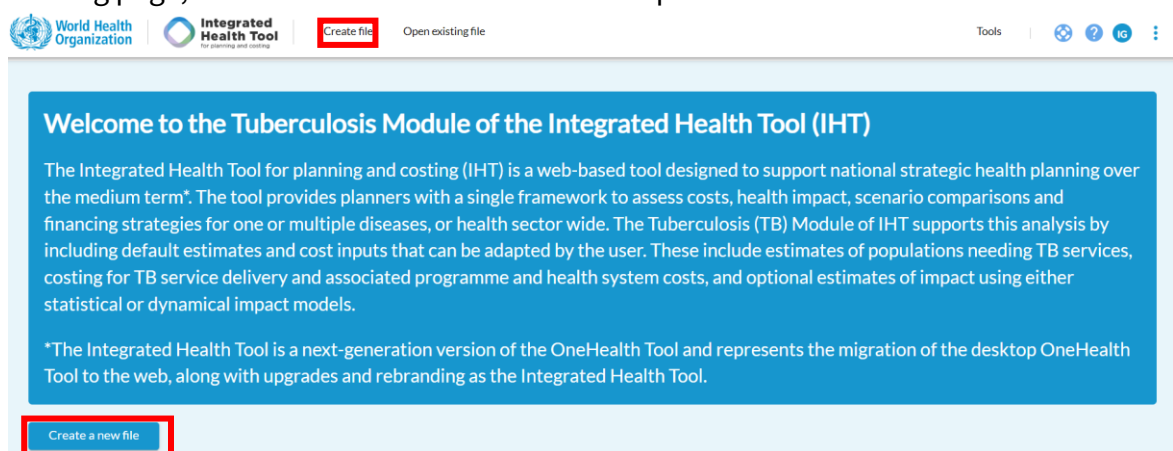 World Health
Organization
Integrated
Health Tool
for planning and costing
Create file
Open existing file
Tools
IG
Welcome to the Tuberculosis Module of the Integrated Health Tool (IHT)
The Integrated Health Tool for planning and costing (IHT) is a web-based tool designed to support national strategic health planning over
the medium term*. The tool provides planners with a single framework to assess costs, health impact, scenario comparisons and
financing strategies for one or multiple diseases, or health sector wide. The Tuberculosis (TB) Module of IHT supports this analysis by
including default estimates and cost inputs that can be adapted by the user. These include estimates of populations needing TB services,
costing for TB service delivery and associated programme and health system costs, and optional estimates of impact using either
statistical or dynamical impact models.
*The Integrated Health Tool is a next-generation version of the OneHealth Tool and represents the migration of the desktop OneHealth
Tool to the web, along with upgrades and rebranding as the Integrated Health Tool.
Create a new file